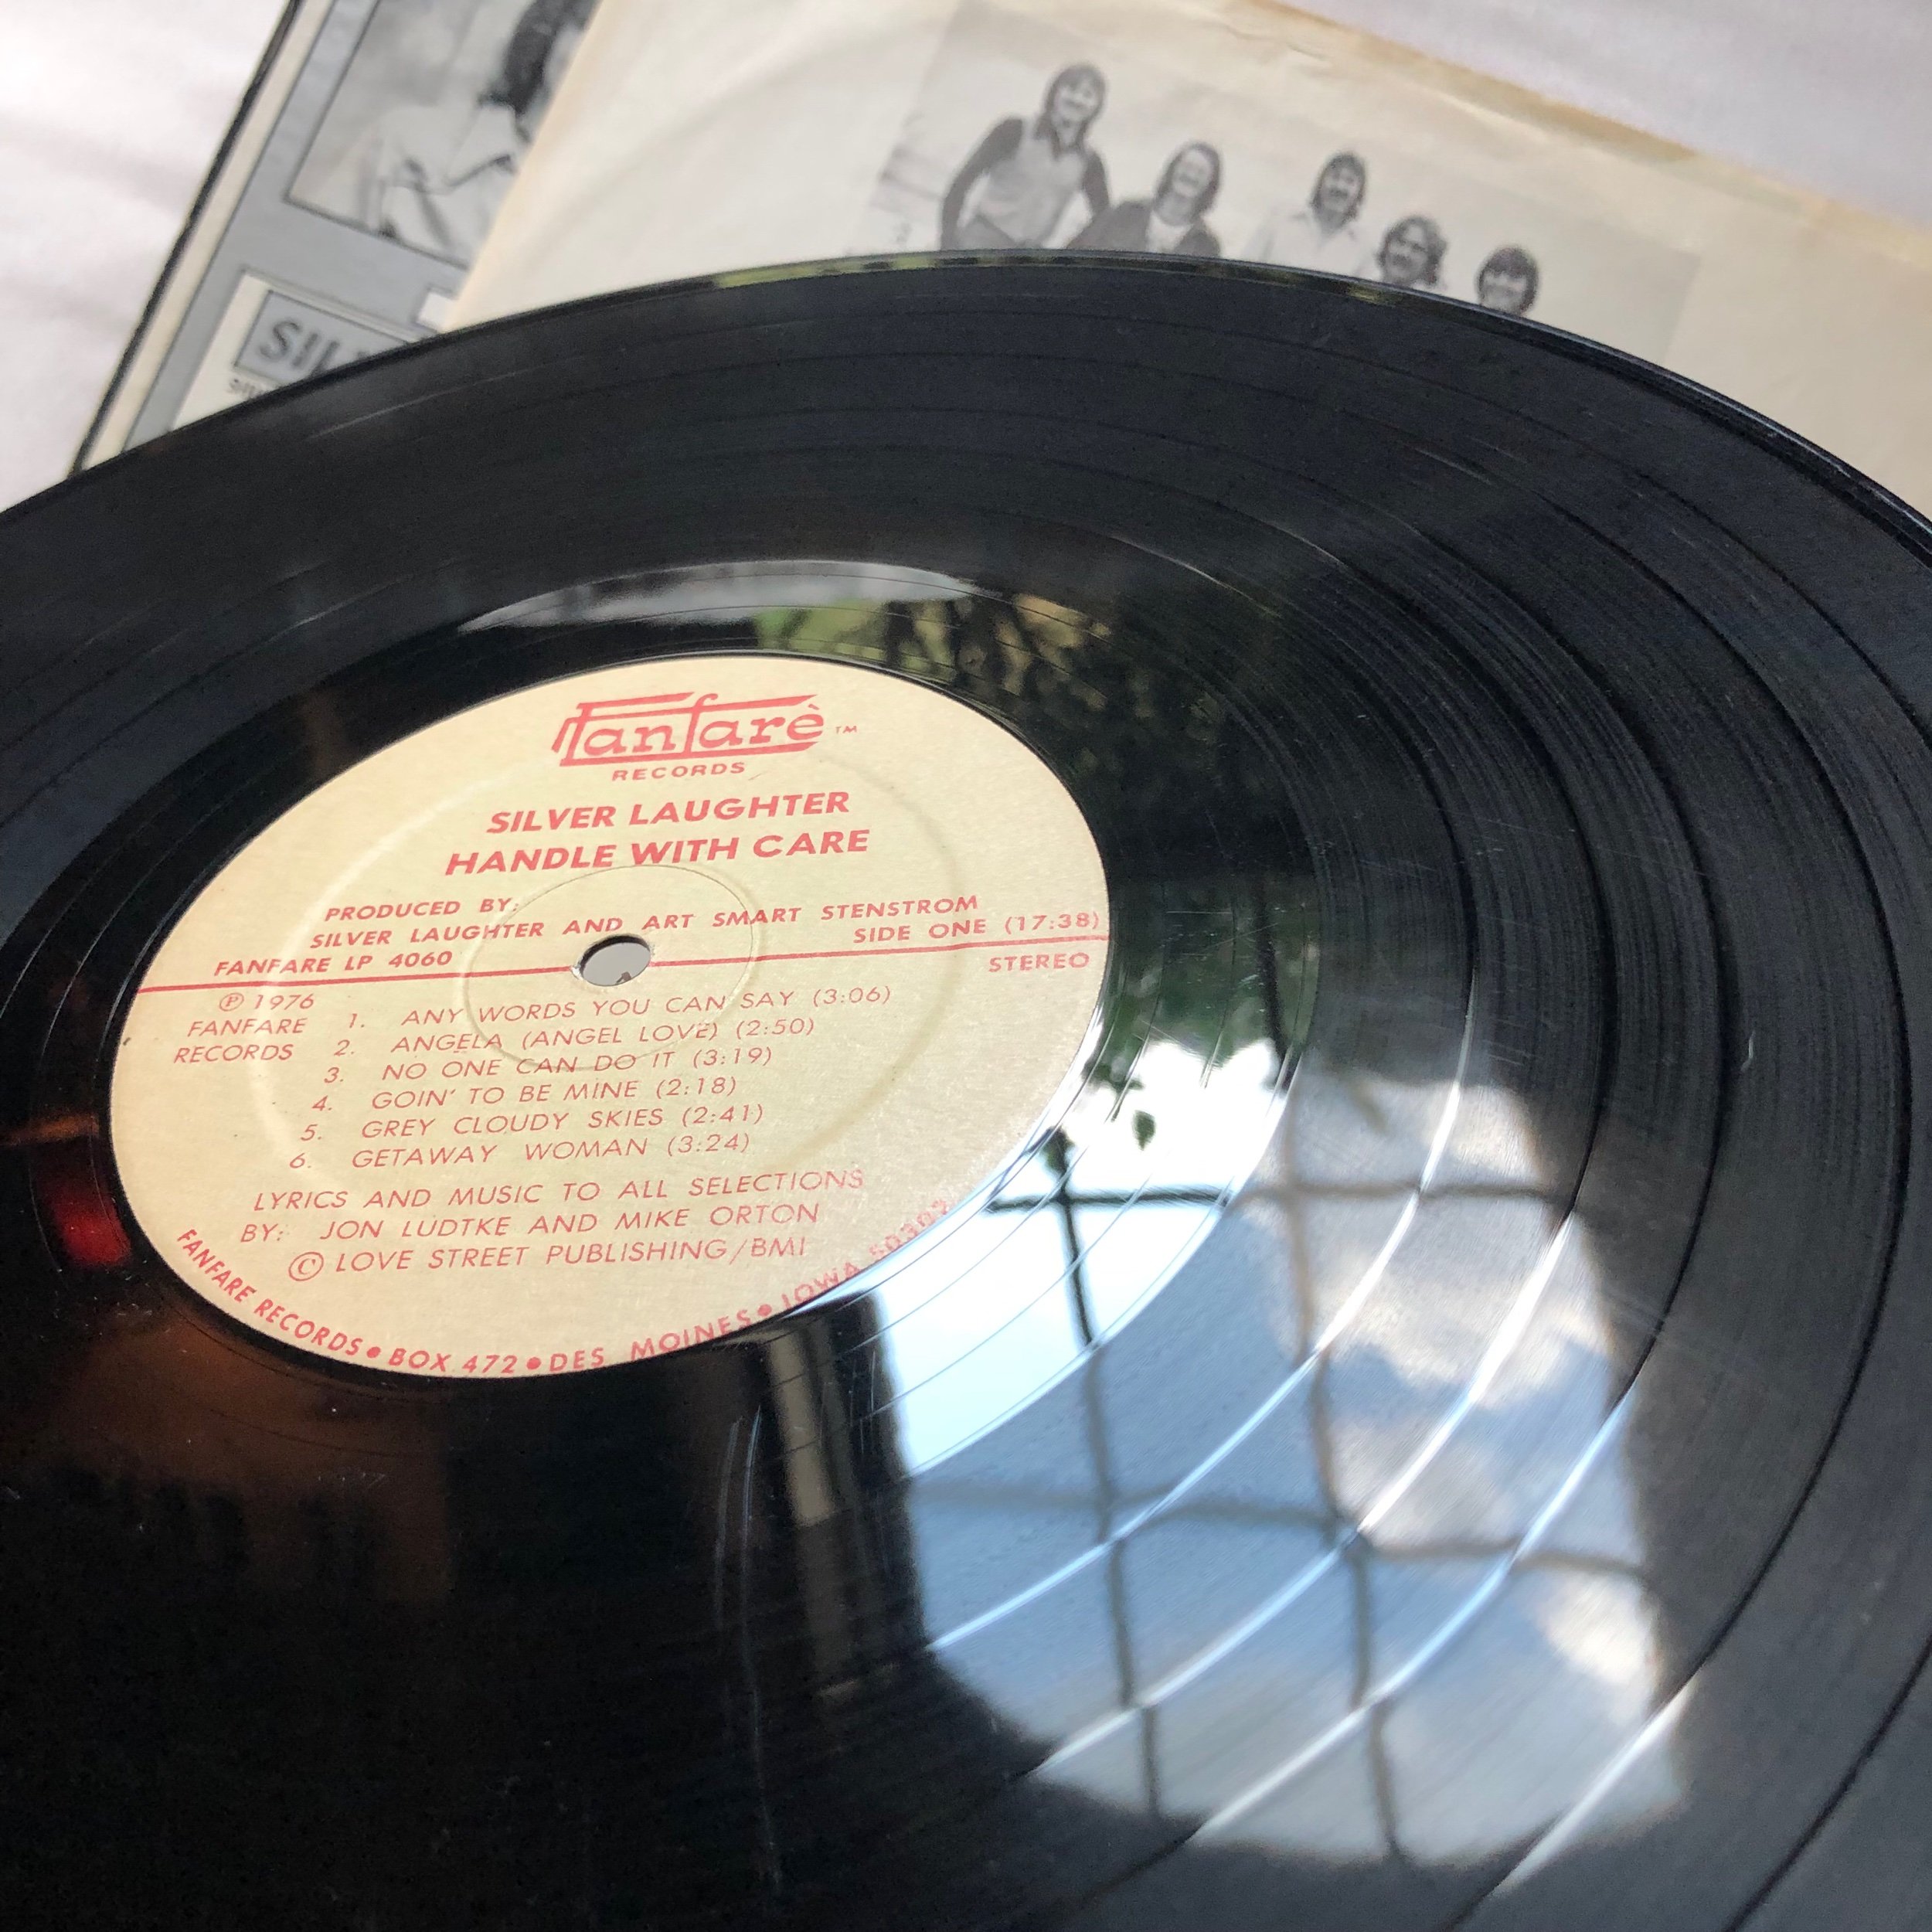 SIL
Fanfarè™
RECORDS
SILVER LAUGHTER
HANDLE WITH CARE
PRODUCED BY:
SILVER LAUGHTER AND ART SMART STENSTROM
SIDE ONE (17:38)
FANFARE LP 4060
STEREO
℗ 1976
FANFARE
RECORDS
1. ANY WORDS YOU CAN SAY (3:06)
2. ANGELA (ANGEL LOVE) (2:50)
3. NO ONE CAN DO IT (3:19)
4. GOIN' TO BE MINE (2:18)
5. GREY CLOUDY SKIES (2:41)
6. GETAWAY WOMAN (3:24)
LYRICS AND MUSIC TO ALL SELECTIONS
BY: JON LUDTKE AND MIKE ORTON
© LOVE STREET PUBLISHING/BMI
FANFARE RECORDS • BOX 472 • DES MOINES • IOWA 50302